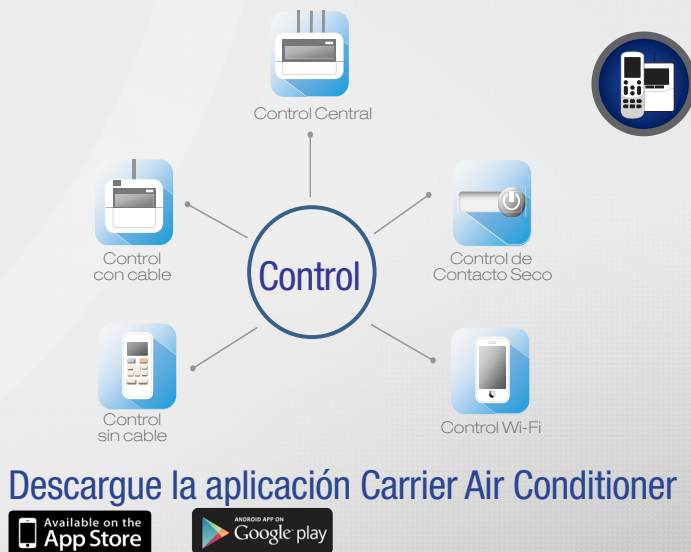 Control Central
Control
con cable
Control de
Contacto Seco
Control
Control
sin cable
Control Wi-Fi
Descargue la aplicación Carrier Air Conditioner
Available on the
App Store
ANDROID APP ON
Google play